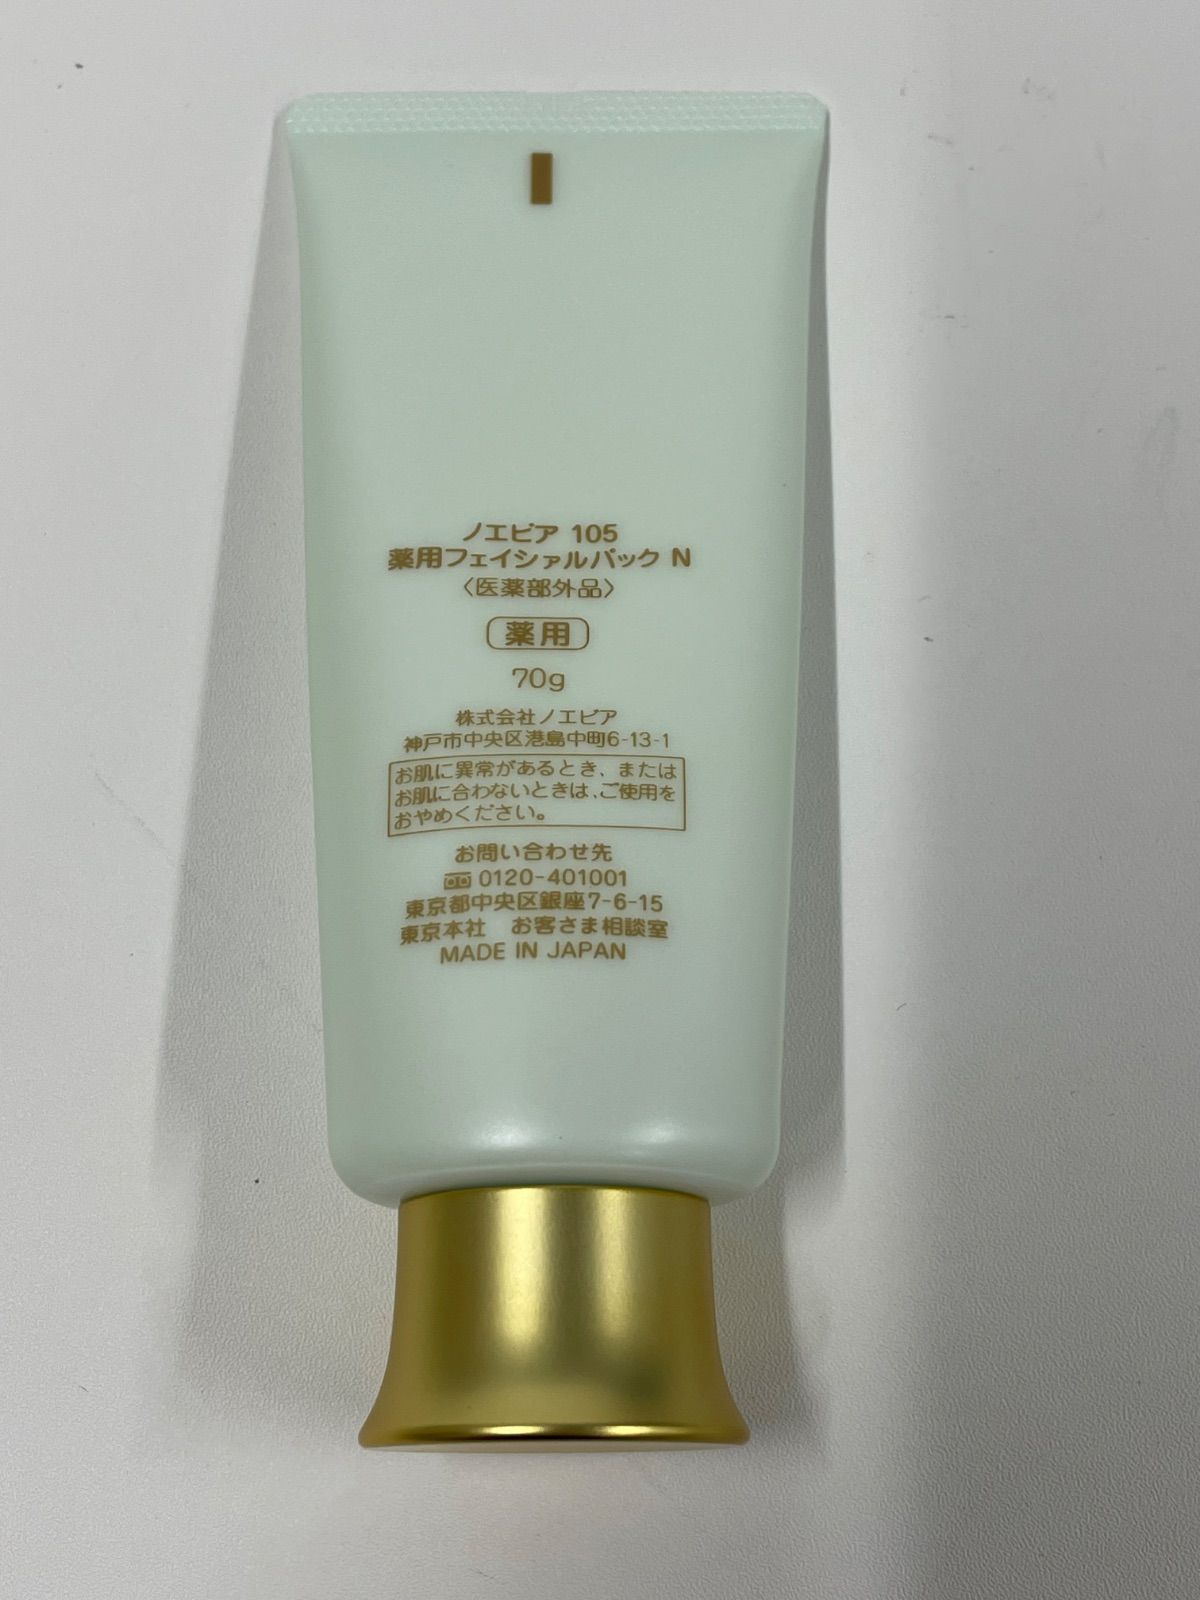 ノエビア 105
薬用フェイシャルパック N
〈医薬部外品〉
薬用
70g
株式会社ノエビア
神戸市中央区港島中町6-13-1
お肌に異常があるとき、または
お肌に合わないときは、ご使用を
おやめください。
お問い合わせ先
0120-401001
東京都中央区銀座7-6-15
東京本社　お客さま相談室
MADE IN JAPAN